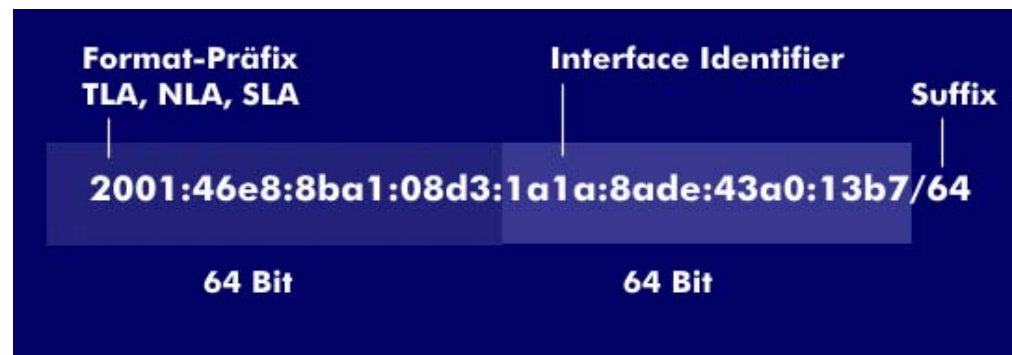 Format-Präfix
TLA, NLA, SLA
Interface Identifier
Suffix
2001:46e8:8ba1:08d3:1a1a:8ade:43a0:13b7/64
64 Bit
64 Bit